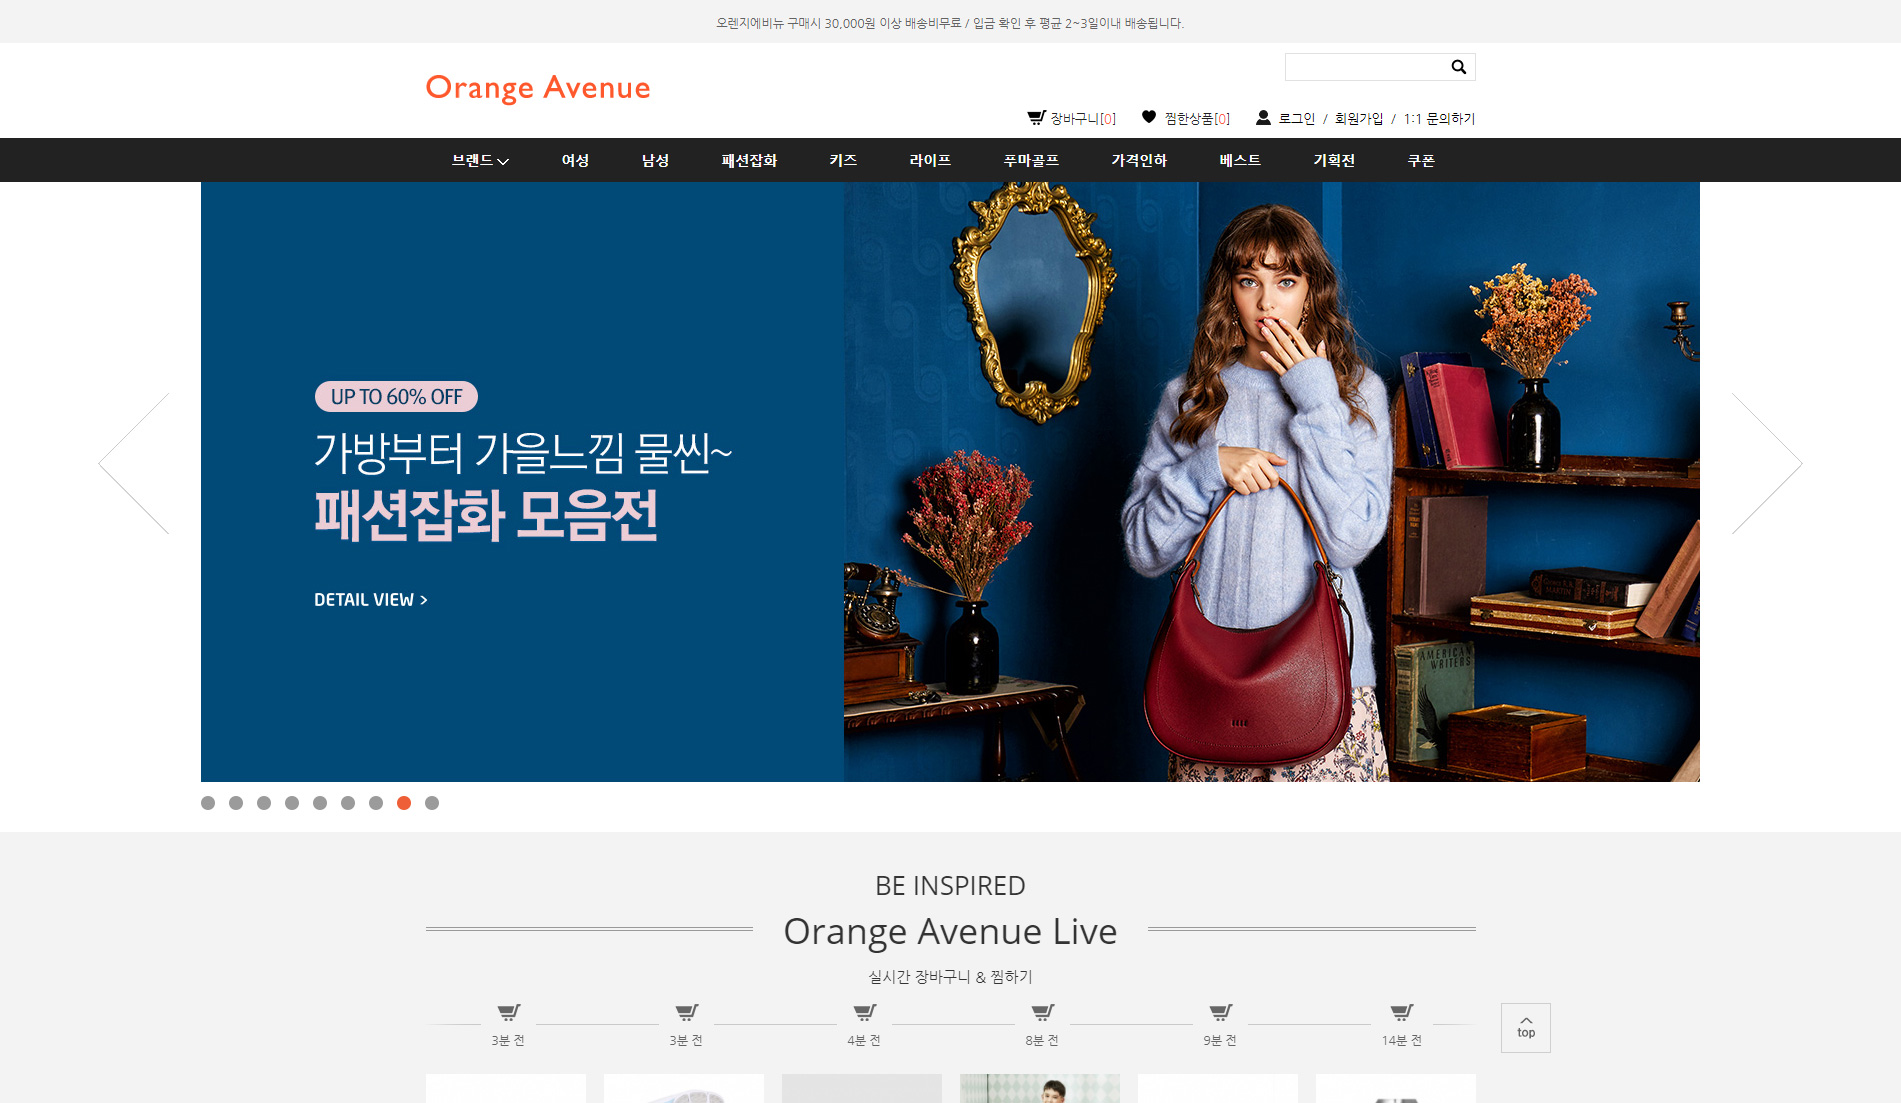 오렌지에비뉴 구매시 30,000원 이상 배송비무료 / 입금 확인 후 평균 2~3일이내 배송됩니다.
Orange Avenue
장바구니[0] 찜한상품[0] 로그인 / 회원가입 / 1:1 문의하기
브랜드 여성 남성 패션잡화 키즈 라이프 푸마골프 가격인하 베스트 기획전 쿠폰
UP TO 60% OFF
가방부터 가을느낌 물씬~
패션잡화 모음전
DETAIL VIEW >
AMERICAN
WRITERS
BE INSPIRED
Orange Avenue Live
실시간 장바구니 & 찜하기
3분 전 3분 전 4분 전 8분 전 9분 전 14분 전
top